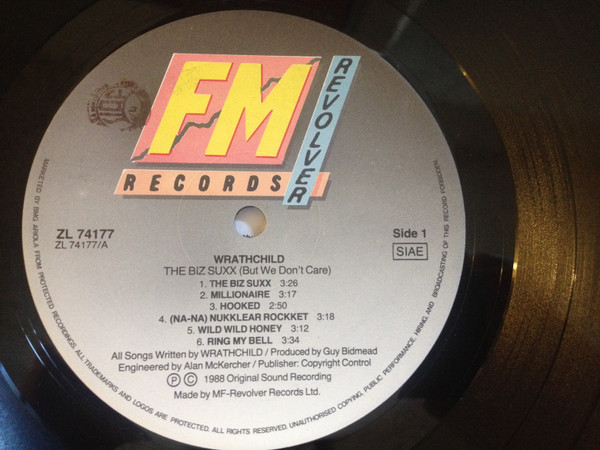 FM
REVOLVER
RECORDS
ZL 74177
ZL 74177/A
Side 1
SIAE
WRATHCHILD
THE BIZ SUXX (But We Don't Care)
1. THE BIZ SUXX 3:26
2. MILLIONAIRE 3:17
3. HOOKED 2:50
4. (NA-NA) NUKKLEAR ROCKKET 3:18
5. WILD WILD HONEY 3:12
6. RING MY BELL 3:34
All Songs Written by WRATHCHILD / Produced by Guy Bidmead
Engineered by Alan McKercher / Publisher: Copyright Control
Ⓟ © 1988 Original Sound Recording
Made by MF-Revolver Records Ltd.
MARKETED BY BMG ARIOLA FROM PROTECTED RECORDINGS. ALL TRADEMARKS AND LOGOS ARE PROTECTED. ALL RIGHTS RESERVED. UNAUTHORISED COPYING, PUBLIC PERFORMANCE, HIRING, AND BROADCASTING OF THIS RECORD FORBIDDEN.